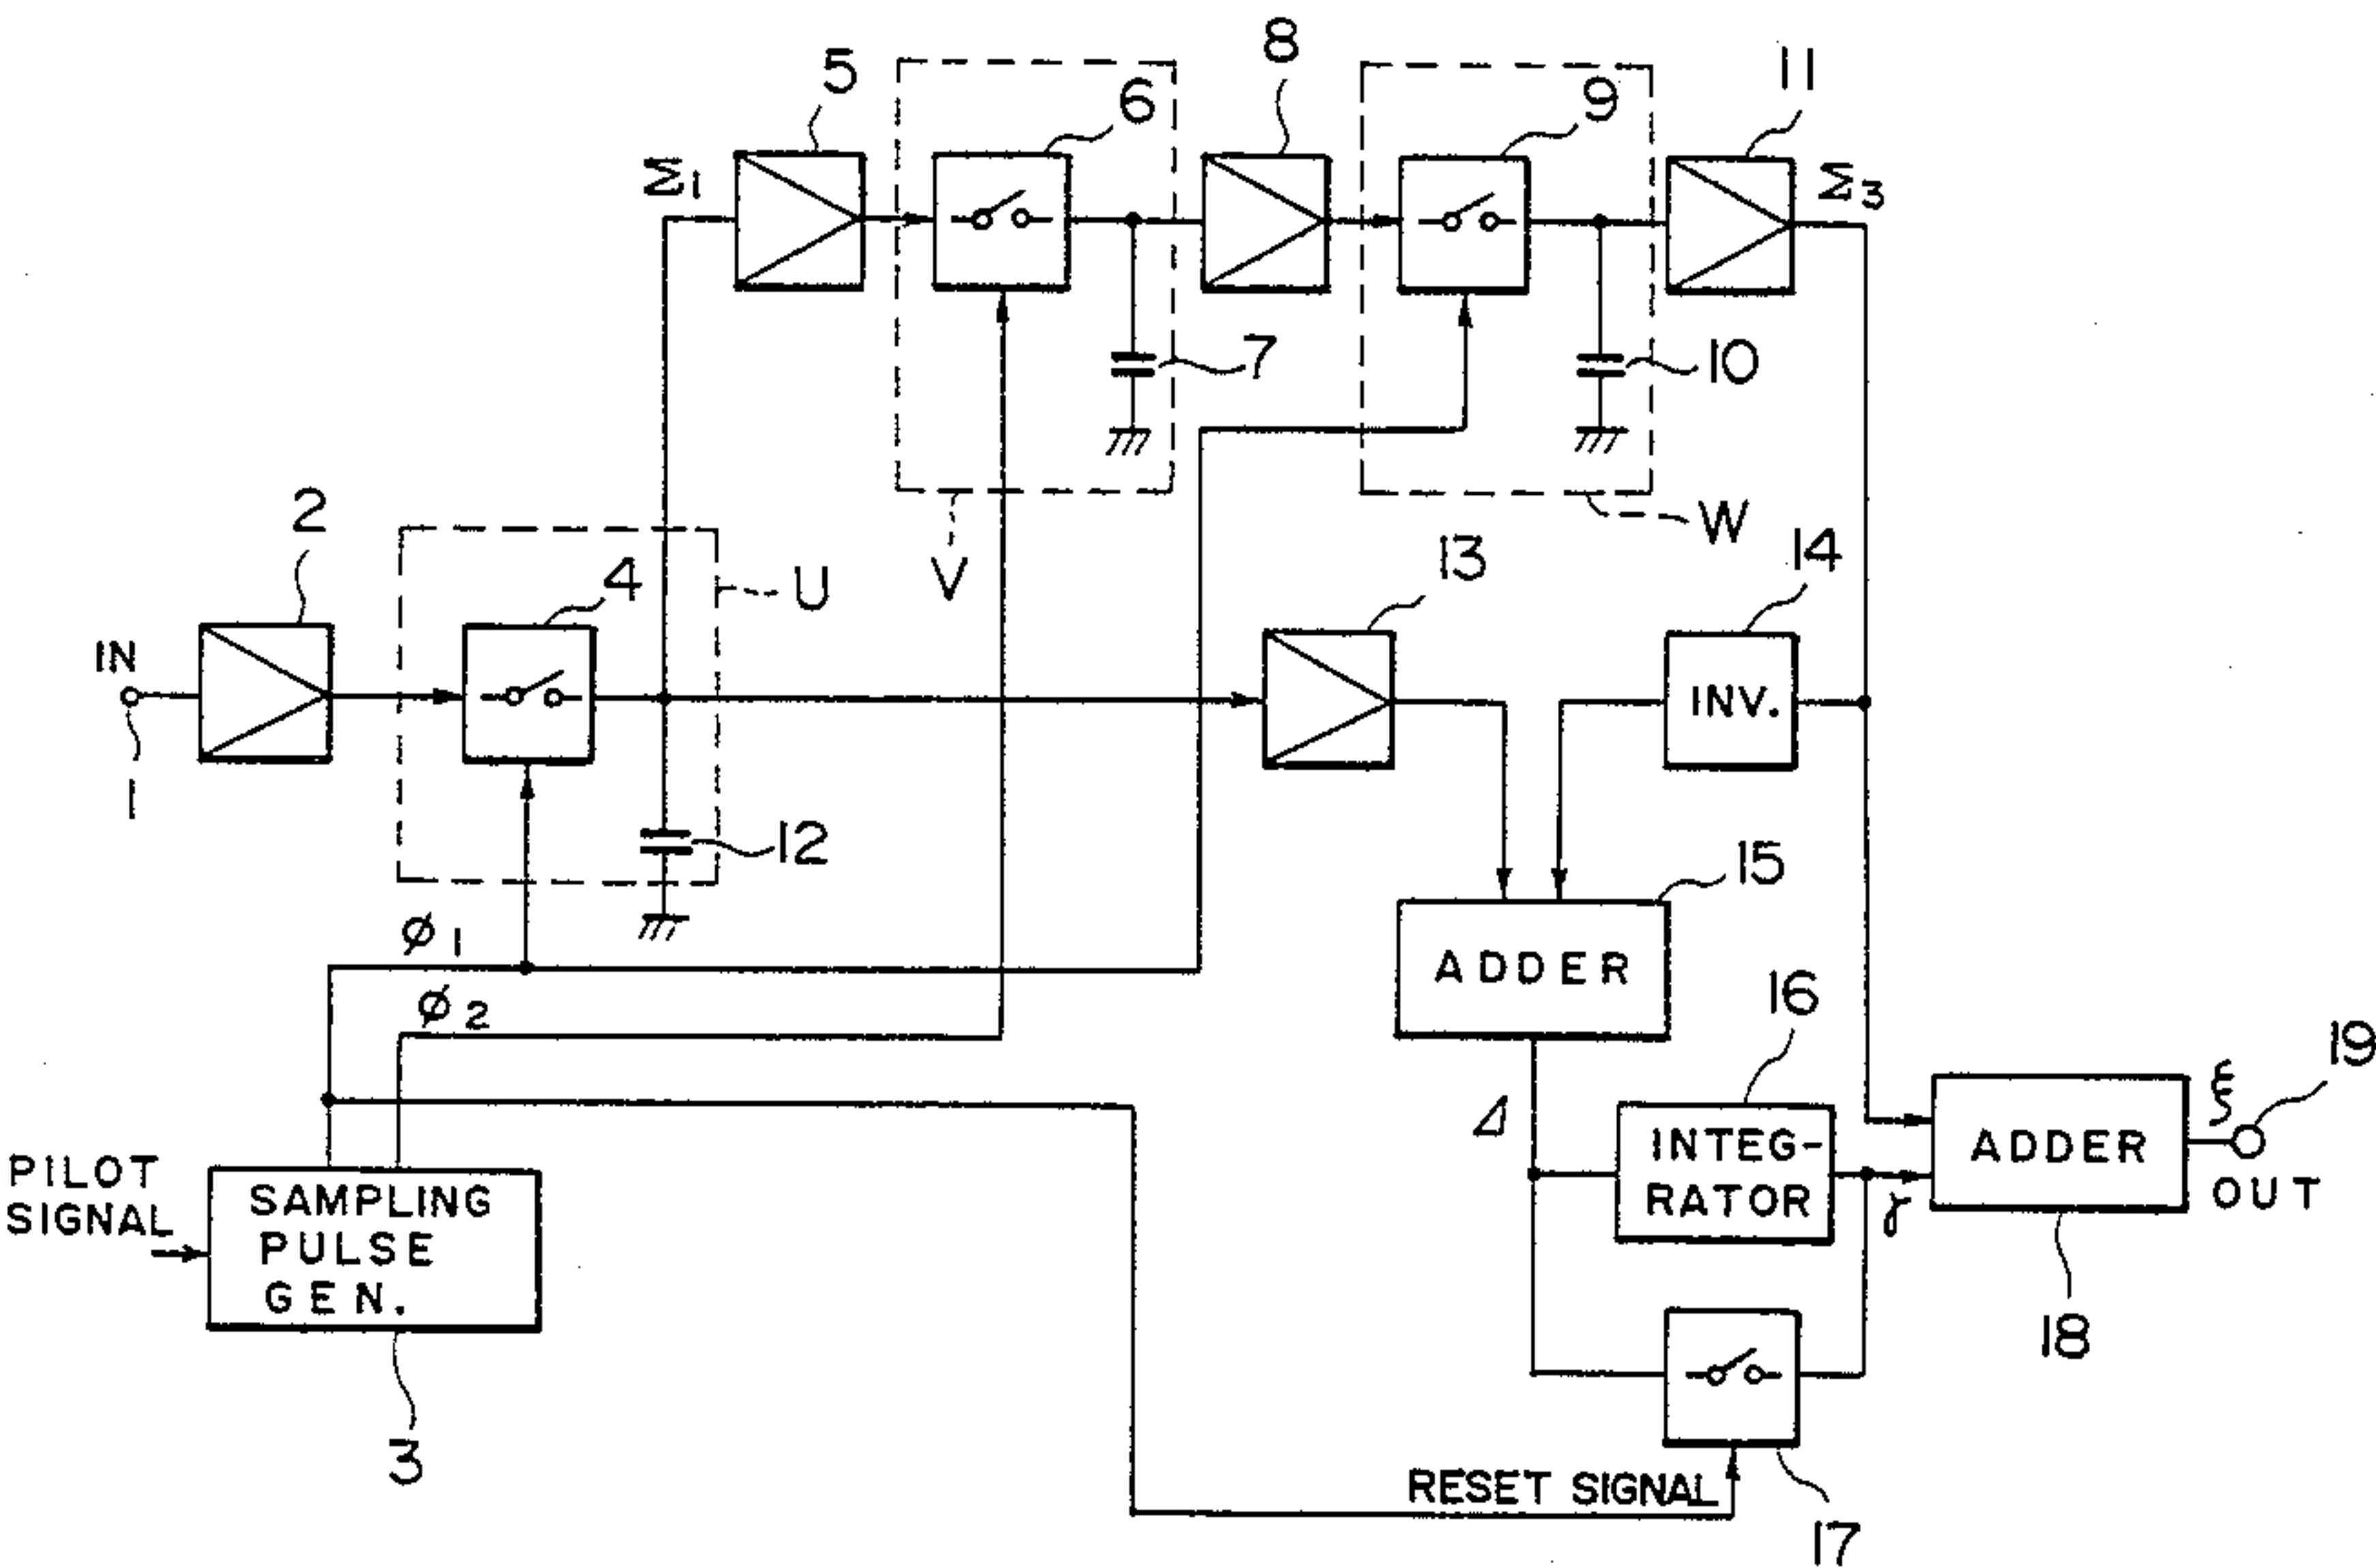 5
6
8
9
11
Σ1
Σ3
7
10
2
4
U
V
13
W
14
IN
1
INV.
12
15
ϕ1
ADDER
ϕ2
16
19
Δ
ξ
PILOT
SIGNAL
SAMPLING
PULSE
GEN.
INTEG-
RATOR
γ
ADDER
OUT
18
3
RESET SIGNAL
17